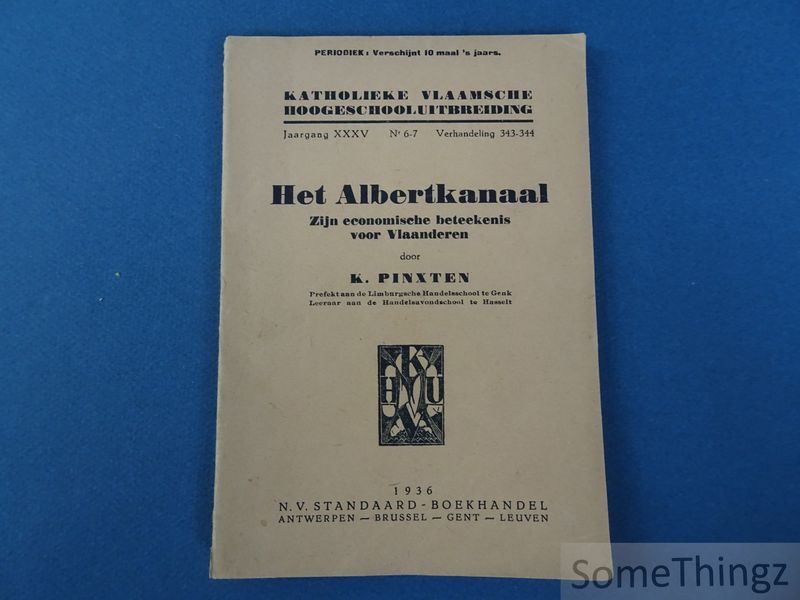 PERIODIEK: Verschijnt 10 maal 's jaars.
KATHOLIEKE VLAAMSCHE
HOOGESCHOOLUITBREIDING
Jaargang XXXV Nr 6-7 Verhandeling 343-344
Het Albertkanaal
Zijn economische beteekenis
voor Vlaanderen
door
K. PINXTEN
Prefekt aan de Limburgsche Handelsschool te Genk
Leeraar aan de Handelsavondschool te Hasselt
K
H V U
V
1936
N. V. STANDAARD - BOEKHANDEL
ANTWERPEN — BRUSSEL — GENT — LEUVEN
SomeThingz